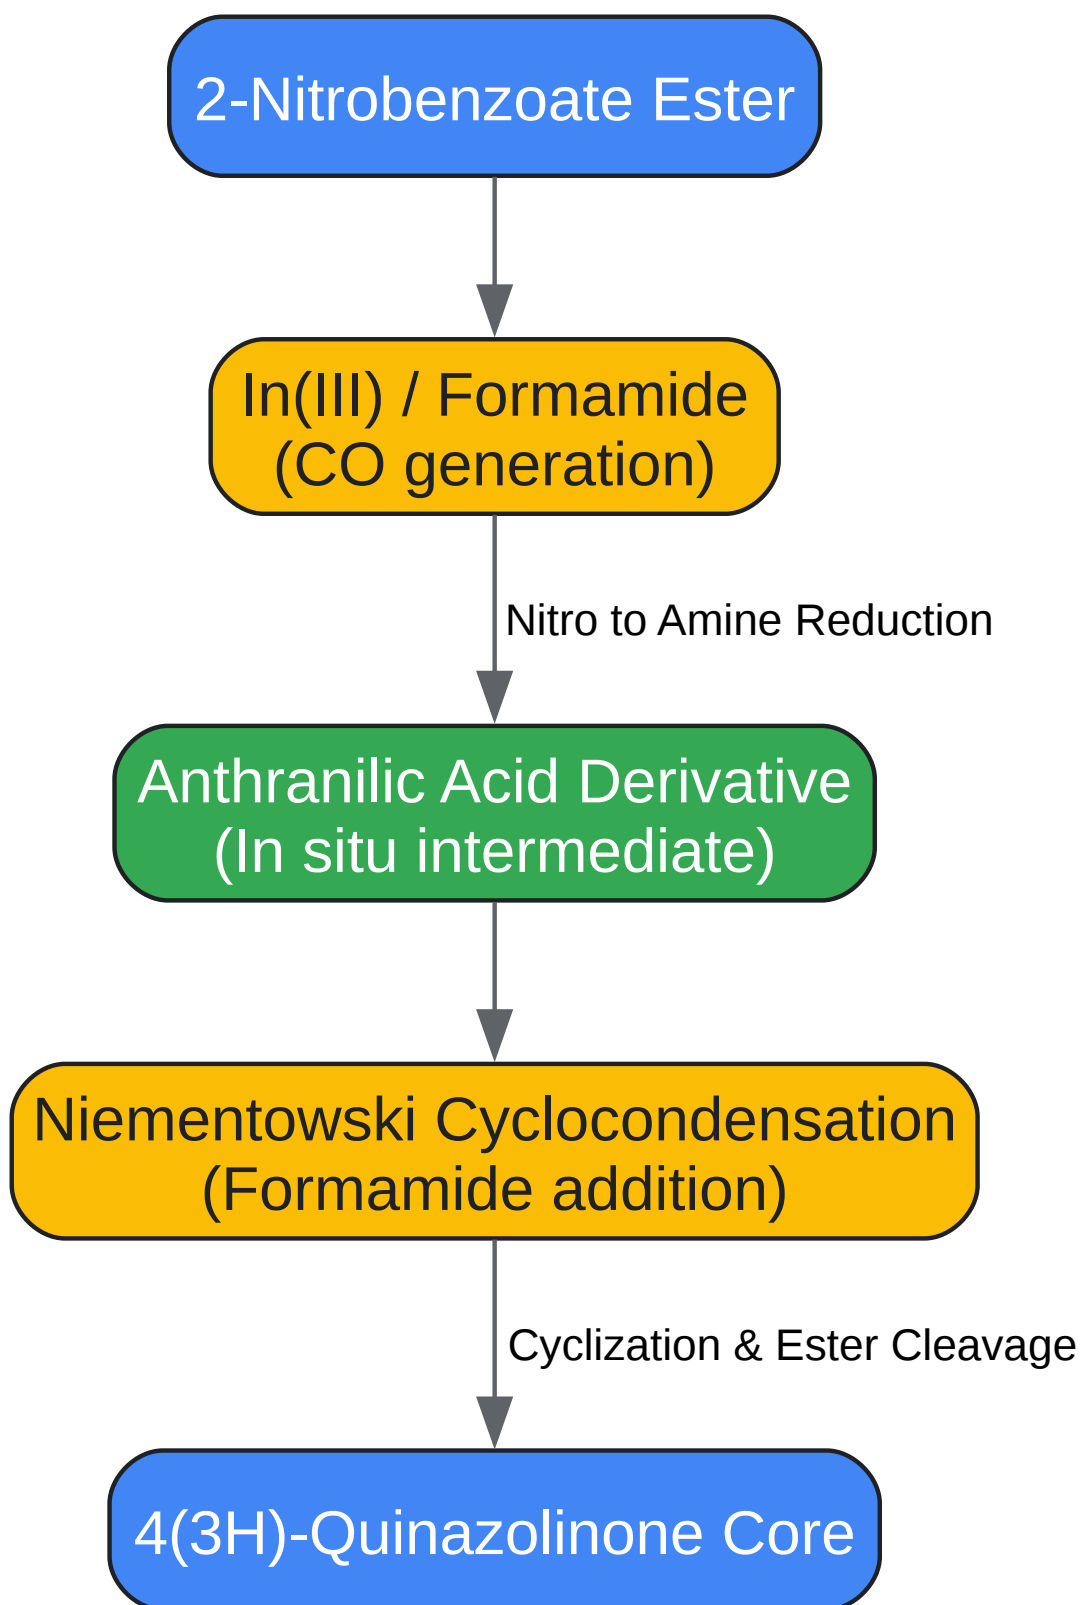 2-Nitrobenzoate Ester
In(III) / Formamide
(CO generation)
Nitro to Amine Reduction
Anthranilic Acid Derivative
(In situ intermediate)
Niementowski Cyclocondensation
(Formamide addition)
Cyclization & Ester Cleavage
4(3H)-Quinazolinone Core